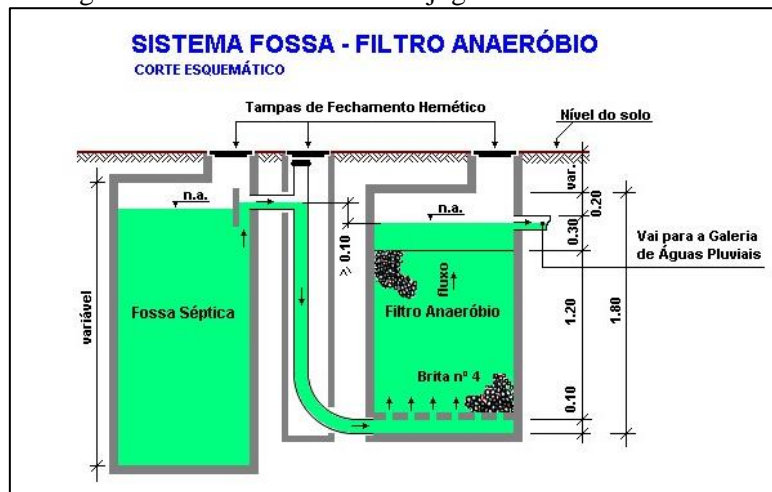 SISTEMA FOSSA - FILTRO ANAERÓBIO
CORTE ESQUEMÁTICO
Tampas de Fechamento Hemético
Nível do solo
var.
0.20
n.a.
n.a.
0.30
≥ 0.10
Vai para a Galeria
de Águas Pluviais
fluxo
variável
Fossa Séptica
Filtro Anaeróbio
1.20
1.80
Brita nº 4
0.10